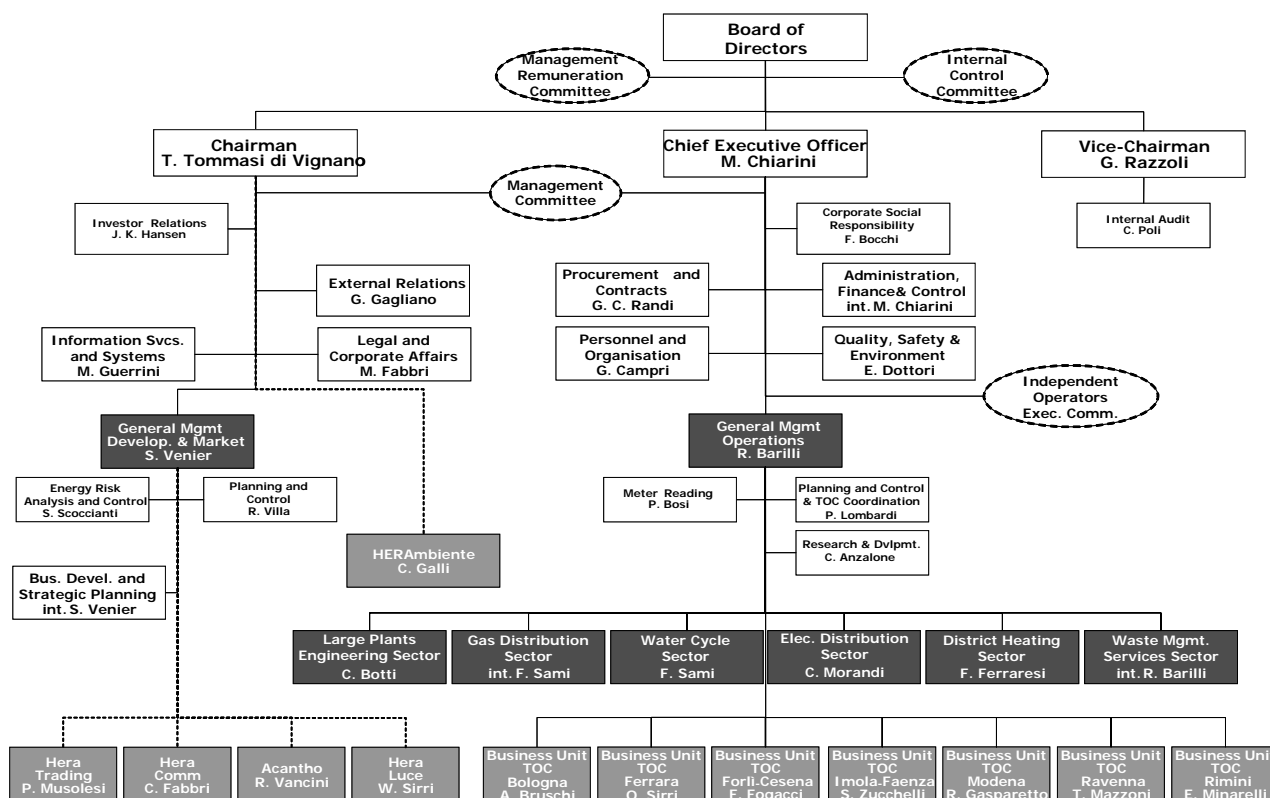 Board of
Directors
Management
Remuneration
Committee
Internal
Control
Committee
Chairman
T. Tommasi di Vignano
Chief Executive Officer
M. Chiarini
Vice-Chairman
G. Razzoli
Management
Committee
Investor Relations
J. K. Hansen
Corporate Social
Responsibility
F. Bocchi
Internal Audit
C. Poli
External Relations
G. Gagliano
Procurement and
Contracts
G. C. Randi
Administration,
Finance& Control
int. M. Chiarini
Information Svcs.
and Systems
M. Guerrini
Legal and
Corporate Affairs
M. Fabbri
Personnel and
Organisation
G. Campri
Quality, Safety &
Environment
E. Dottori
Independent
Operators
Exec. Comm.
General Mgmt
Develop. & Market
S. Venier
General Mgmt
Operations
R. Barilli
Energy Risk
Analysis and Control
S. Scoccianti
Planning and
Control
R. Villa
Meter Reading
P. Bosi
Planning and Control
& TOC Coordination
P. Lombardi
HERAmbiente
C. Galli
Research & Dvlpmt.
C. Anzalone
Bus. Devel. and
Strategic Planning
int. S. Venier
Large Plants
Engineering Sector
C. Botti
Gas Distribution
Sector
int. F. Sami
Water Cycle
Sector
F. Sami
Elec. Distribution
Sector
C. Morandi
District Heating
Sector
F. Ferraresi
Waste Mgmt.
Services Sector
int. R. Barilli
Hera
Trading
P. Musolesi
Hera
Comm
C. Fabbri
Acantho
R. Vancini
Hera
Luce
W. Sirri
Business Unit
TOC
Bologna
A. Bruschi
Business Unit
TOC
Ferrara
O. Sirri
Business Unit
TOC
Forlì-Cesena
F. Fogacci
Business Unit
TOC
Imola-Faenza
S. Zucchelli
Business Unit
TOC
Modena
R. Gasparetto
Business Unit
TOC
Ravenna
T. Mazzoni
Business Unit
TOC
Rimini
E. Minarelli